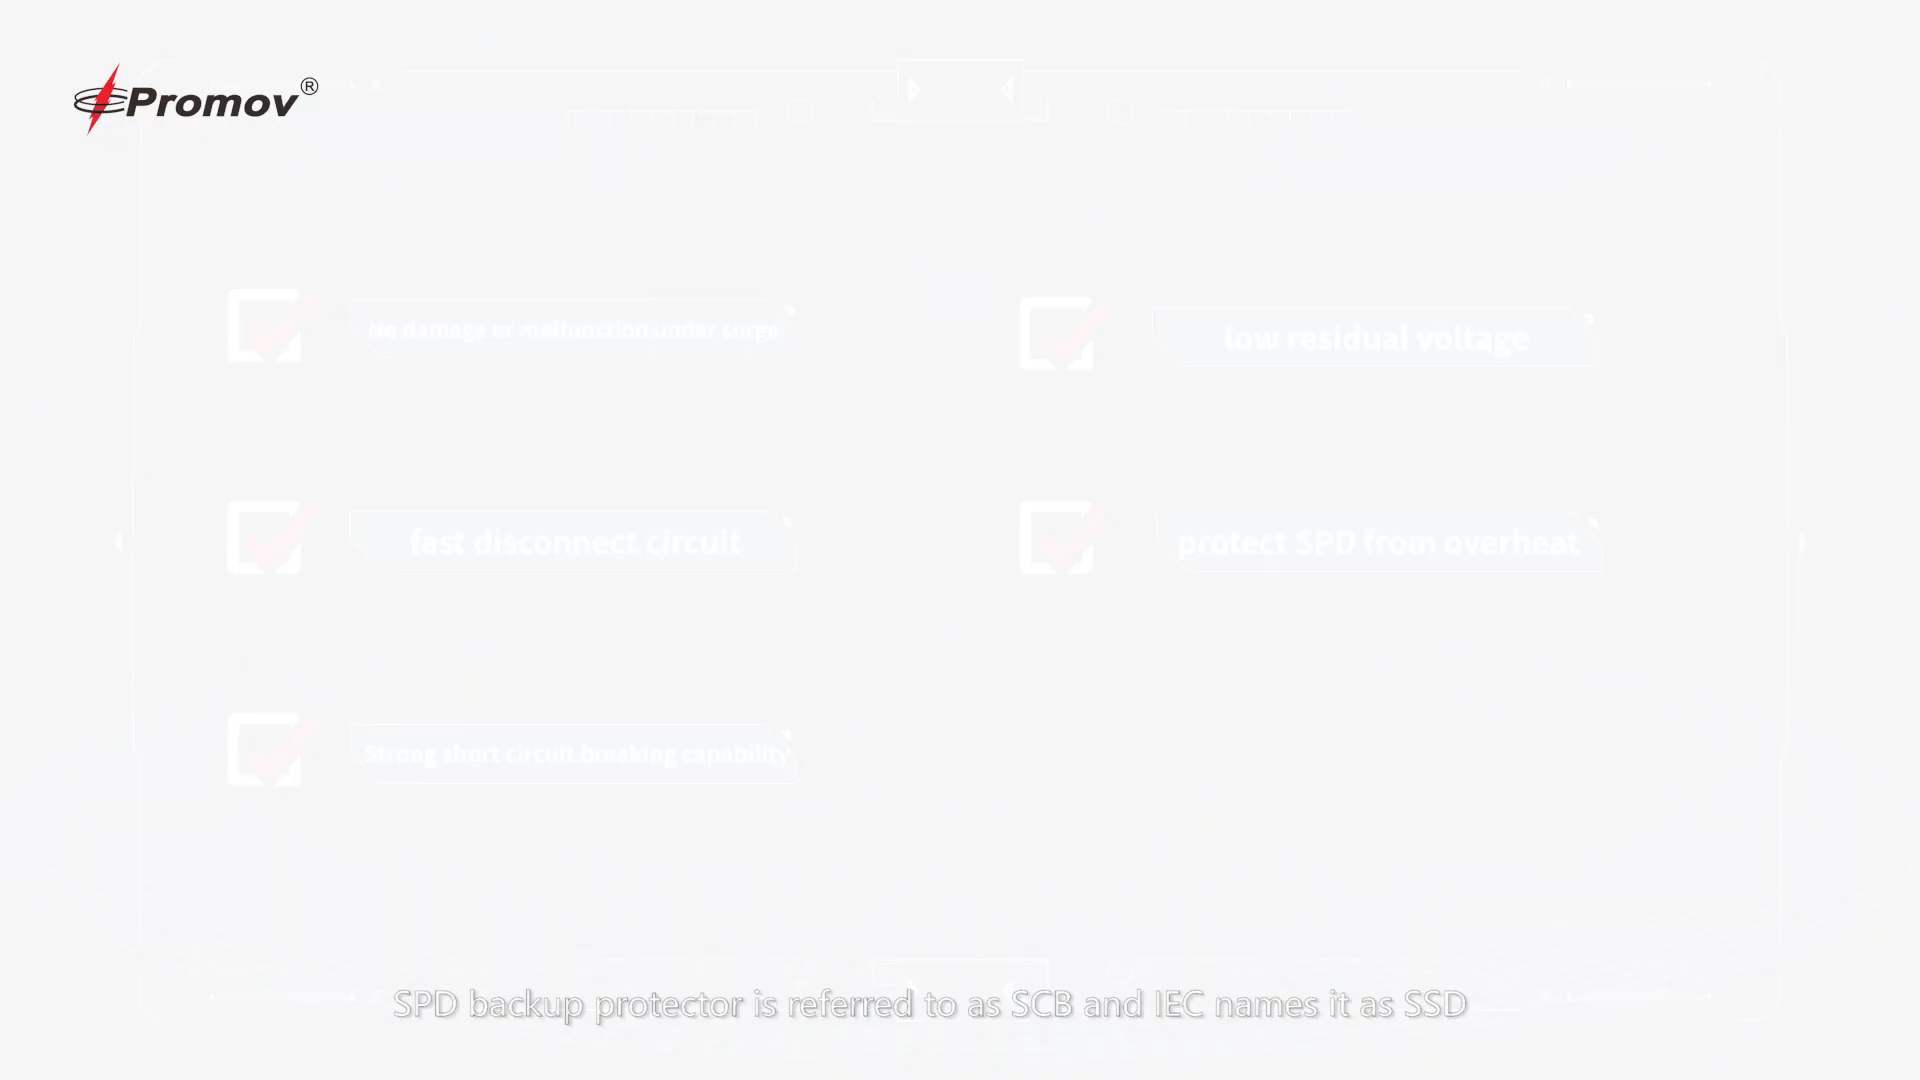 Promov®
No damage or malfunction under surge
low residual voltage
fast disconnect circuit
protect SPD from overheat
Strong short circuit breaking capability
SPD backup protector is referred to as SCB and IEC names it as SSD